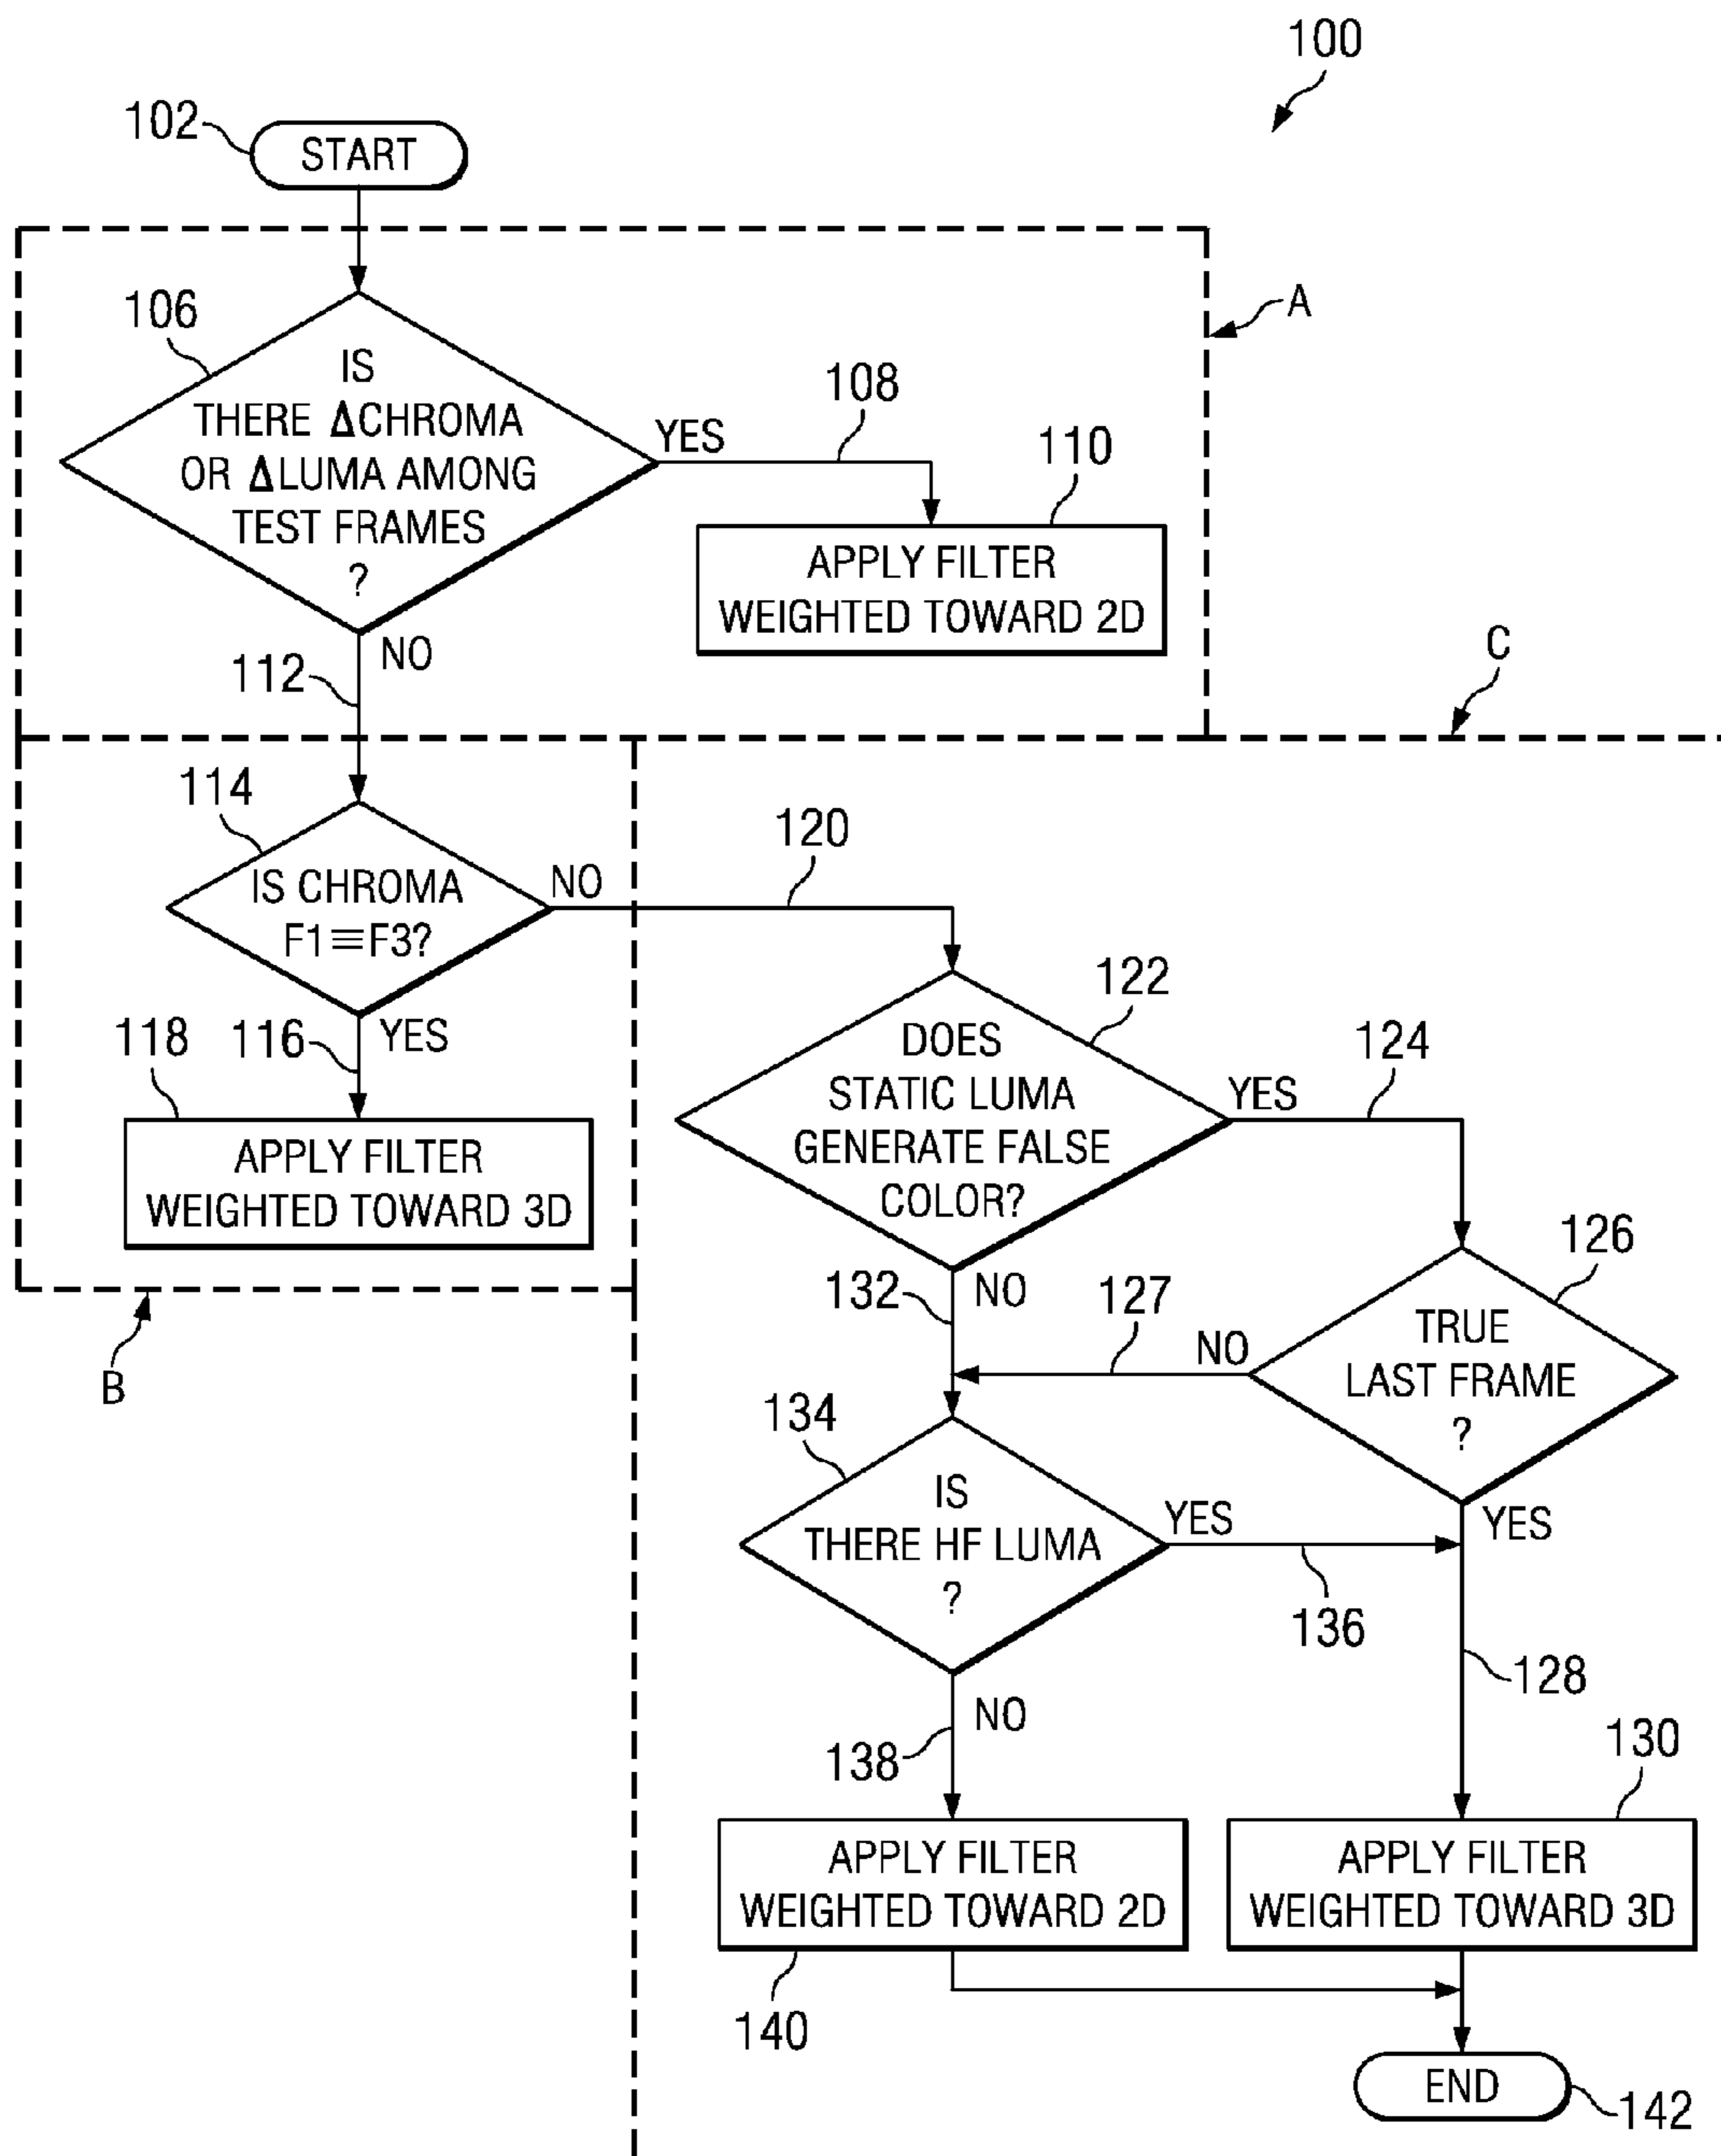 100
102
START
A
106
IS
THERE ΔCHROMA
OR ΔLUMA AMONG
TEST FRAMES
?
YES
108
110
APPLY FILTER
WEIGHTED TOWARD 2D
NO
112
C
114
IS CHROMA
F1≡F3?
NO
120
YES
116
118
APPLY FILTER
WEIGHTED TOWARD 3D
B
122
DOES
STATIC LUMA
GENERATE FALSE
COLOR?
YES
124
NO
132
126
TRUE
LAST FRAME
?
NO
127
YES
134
IS
THERE HF LUMA
?
YES
136
128
NO
138
130
APPLY FILTER
WEIGHTED TOWARD 2D
140
APPLY FILTER
WEIGHTED TOWARD 3D
END
142